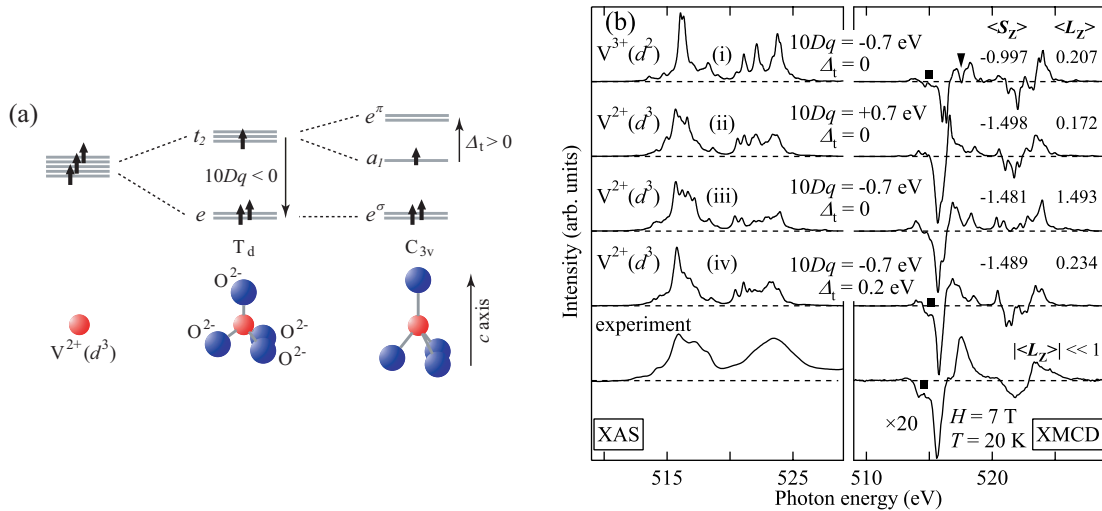 (a)
t2
10Dq < 0
e
Td
eπ
a1
Δt > 0
eσ
C3v
V2+(d3)
O2-
O2-
O2-
O2-
c axis
(b)
Intensity (arb. units)
<Sz> <Lz>
V3+(d2) (i) 10Dq = -0.7 eV -0.997 0.207
Δt = 0
V2+(d3) (ii) 10Dq = +0.7 eV -1.498 0.172
Δt = 0
V2+(d3) (iii) 10Dq = -0.7 eV -1.481 1.493
Δt = 0
V2+(d3) (iv) 10Dq = -0.7 eV -1.489 0.234
Δt = 0.2 eV
experiment |<Lz>| << 1
×20 H = 7 T
T = 20 K
XAS XMCD
515 525 510 520
Photon energy (eV)